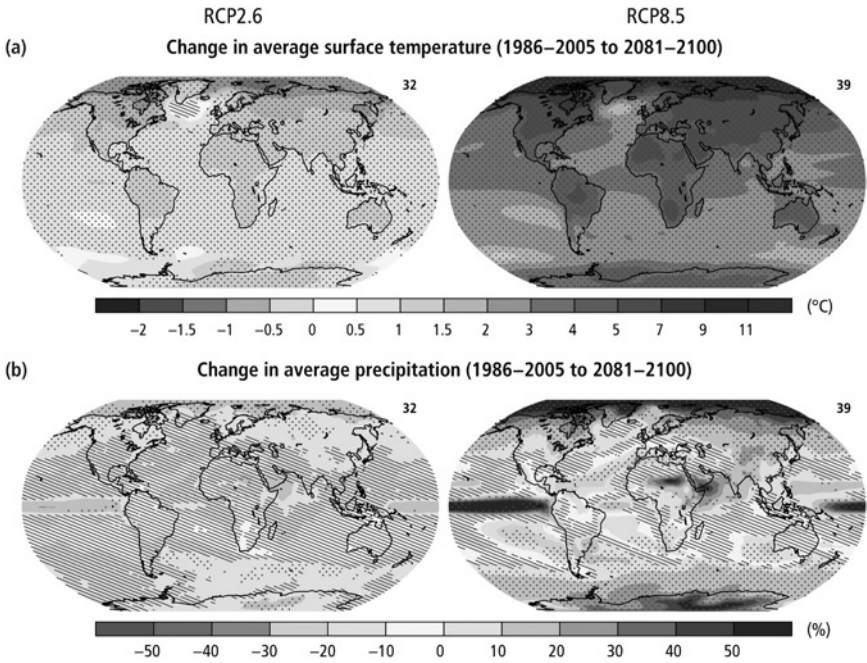 RCP2.6 RCP8.5
(a) Change in average surface temperature (1986–2005 to 2081–2100)
32 39
−2 −1.5 −1 −0.5 0 0.5 1 1.5 2 3 4 5 7 9 11 (°C)
(b) Change in average precipitation (1986–2005 to 2081–2100)
32 39
−50 −40 −30 −20 −10 0 10 20 30 40 50 (%)